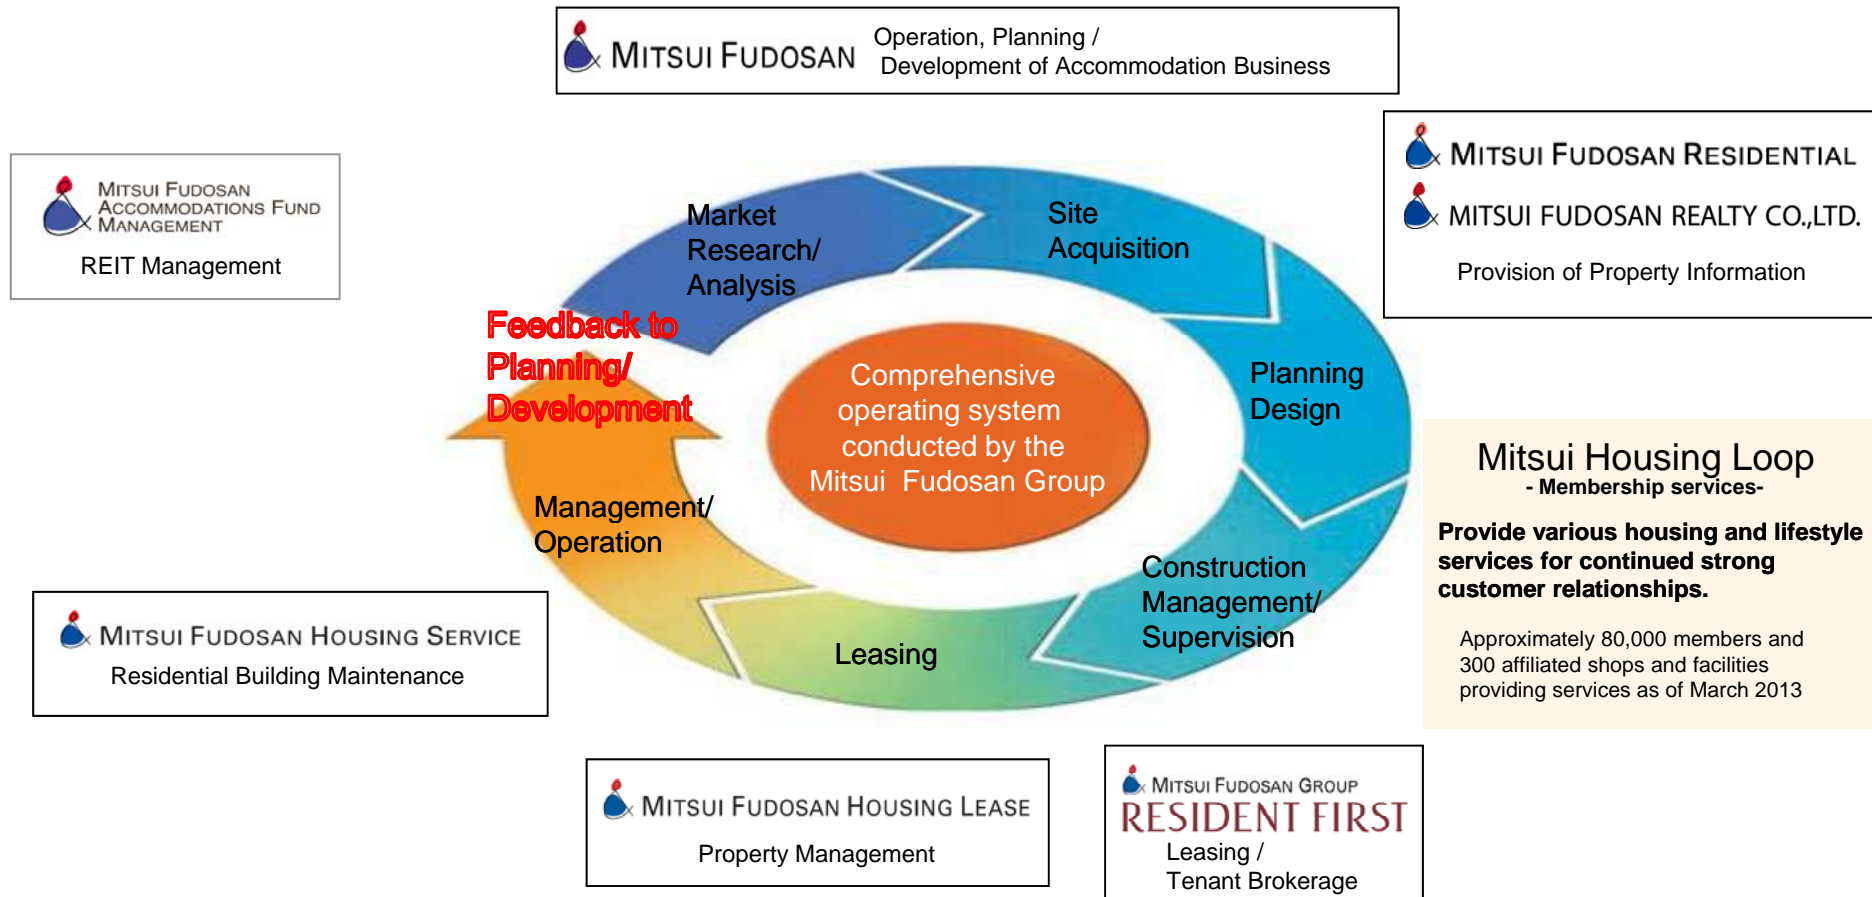 MITSUI FUDOSAN
Operation, Planning /
Development of Accommodation Business
MITSUI FUDOSAN
ACCOMMODATIONS FUND
MANAGEMENT
REIT Management
MITSUI FUDOSAN RESIDENTIAL
MITSUI FUDOSAN REALTY CO.,LTD.
Provision of Property Information
Market
Research/
Analysis
Site
Acquisition
Feedback to
Planning/
Development
Comprehensive
operating system
conducted by the
Mitsui Fudosan Group
Planning
Design
Management/
Operation
Construction
Management/
Supervision
Leasing
Mitsui Housing Loop
- Membership services-
Provide various housing and lifestyle
services for continued strong
customer relationships.
Approximately 80,000 members and
300 affiliated shops and facilities
providing services as of March 2013
MITSUI FUDOSAN HOUSING SERVICE
Residential Building Maintenance
MITSUI FUDOSAN HOUSING LEASE
Property Management
MITSUI FUDOSAN GROUP
RESIDENT FIRST
Leasing /
Tenant Brokerage